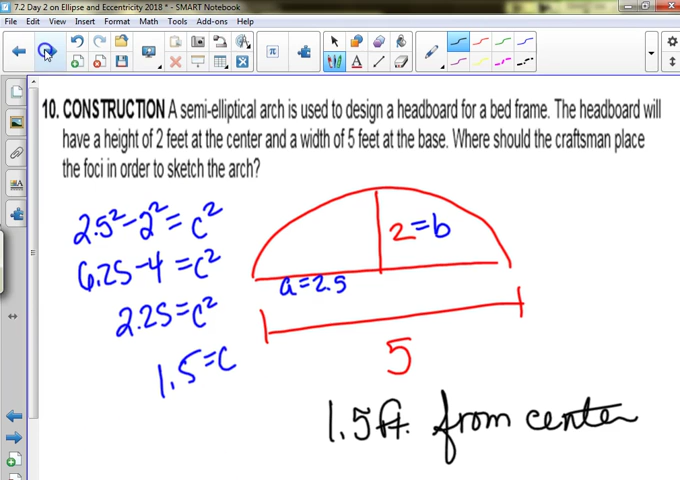 7.2 Day 2 on Ellipse and Eccentricity 2018 * - SMART Notebook
File Edit View Insert Format Tools Add-ons Help
10. CONSTRUCTION A semi-elliptical arch is used to design a headboard for a bed frame. The headboard will
have a height of 2 feet at the center and a width of 5 feet at the base. Where should the craftsman place
the foci in order to sketch the arch?
2.5² - 2² = c²
6.25 - 4 = c²
2.25 = c²
1.5 = c
2 = b
a = 2.5
5
1.5 ft. from center